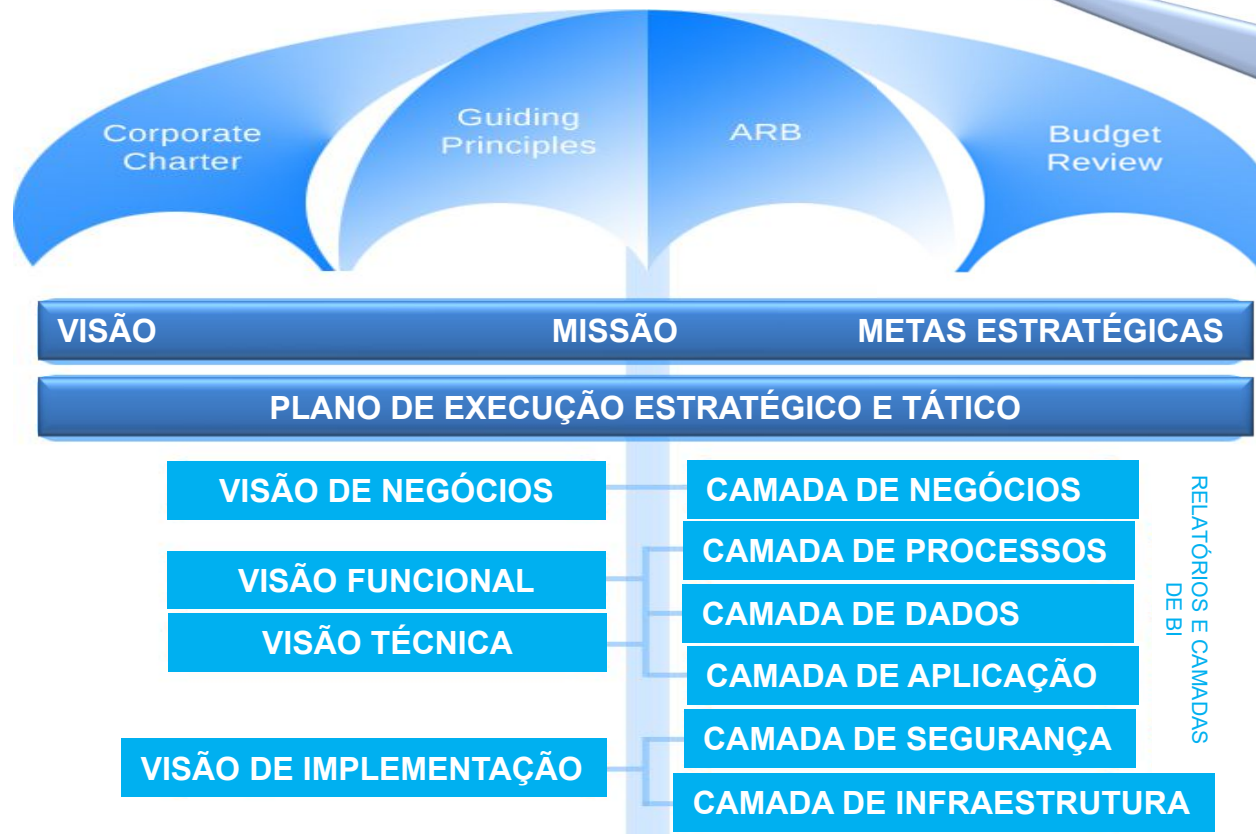 Corporate
Charter
Guiding
Principles
ARB
Budget
Review
VISÃO MISSÃO METAS ESTRATÉGICAS
PLANO DE EXECUÇÃO ESTRATÉGICO E TÁTICO
VISÃO DE NEGÓCIOS
CAMADA DE NEGÓCIOS
CAMADA DE PROCESSOS
VISÃO FUNCIONAL
CAMADA DE DADOS
VISÃO TÉCNICA
CAMADA DE APLICAÇÃO
CAMADA DE SEGURANÇA
VISÃO DE IMPLEMENTAÇÃO
CAMADA DE INFRAESTRUTURA
RELATÓRIOS E CAMADAS
DE BI